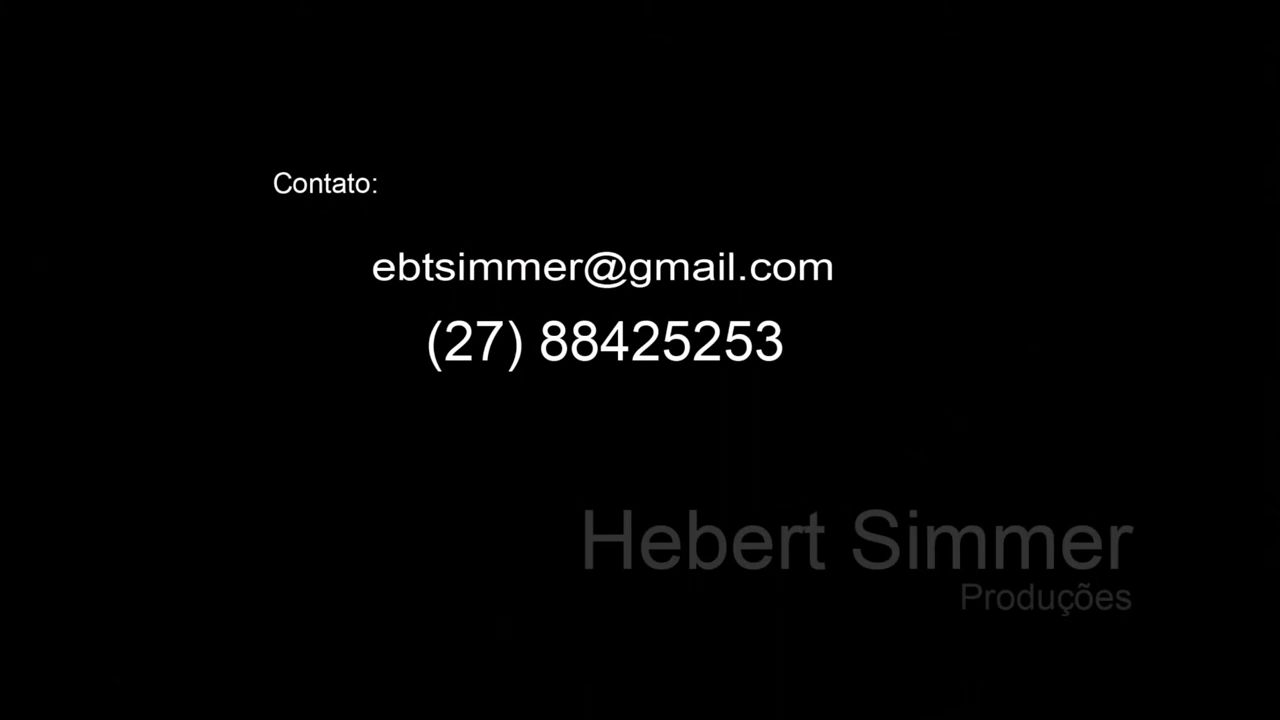 Contato:
ebtsimmer@gmail.com
(27) 88425253
Hebert Simmer
Produções